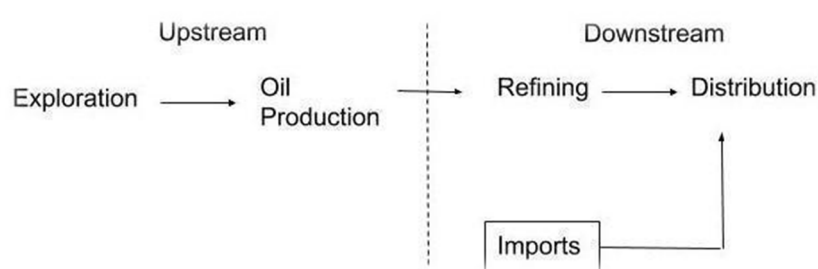 Upstream
Downstream
Exploration
Oil
Production
Refining
Distribution
Imports